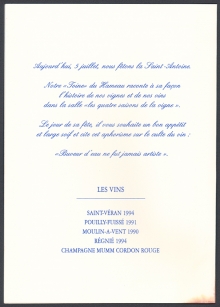 Aujourd'hui, 5 juillet, nous fêtons la Saint-Antoine.
Notre «Toine» du Hameau raconte à sa façon
l'histoire de nos vignes et de nos vins
dans la salle «les quatre saisons de la vigne».
Le jour de sa fête, il vous souhaite un bon appétit
et large soif et cite cet aphorisme sur le culte du vin :
«Buveur d'eau ne fut jamais artiste».
LES VINS
SAINT-VÉRAN 1994
POUILLY-FUISSÉ 1991
MOULIN-A-VENT 1990
RÉGNIÉ 1994
CHAMPAGNE MUMM CORDON ROUGE